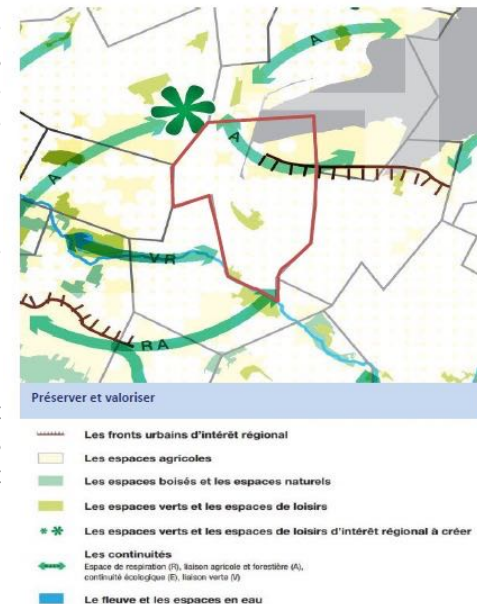 A
A
A
V R
R A
Préserver et valoriser
Les fronts urbains d'intérêt régional
Les espaces agricoles
Les espaces boisés et les espaces naturels
Les espaces verts et les espaces de loisirs
Les espaces verts et les espaces de loisirs d'intérêt régional à créer
Les continuités
Espace de respiration (R), liaison agricole et forestière (A),
continuité écologique (E), liaison verte (V)
Le fleuve et les espaces en eau